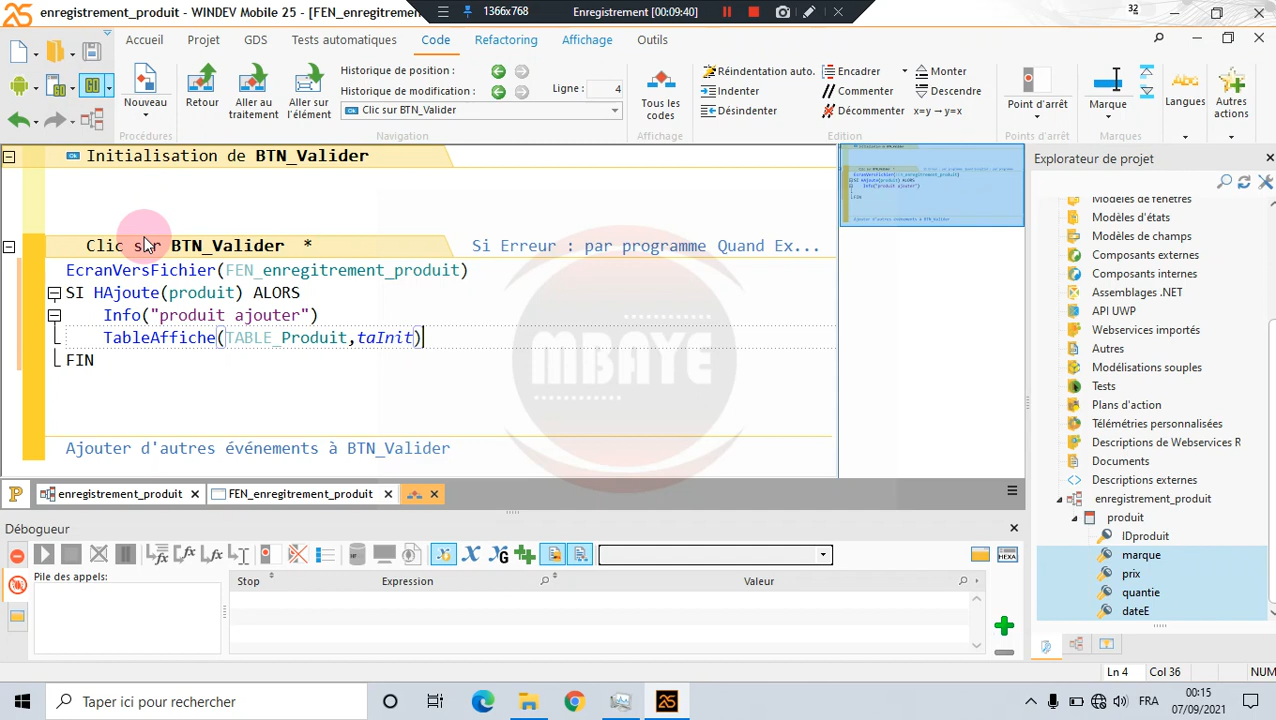 enregistrement_produit - WINDEV Mobile 25 - [FEN_enregitremen
1366x768
Enregistrement (00:09:40)
32
Accueil
Projet
GDS
Tests automatiques
Code
Refactoring
Affichage
Outils
Nouveau
Retour
Aller au
traitement
Aller sur
l'élément
Historique de position :
Historique de modification :
Ligne : 4
Clic sur BTN_Valider
Tous les
codes
Réindentation auto.
Indenter
Désindenter
Encadrer
Commenter
Décommenter
Monter
Descendre
x=y → y=x
Point d'arrêt
Marque
Langues
Autres
actions
Procédures
Navigation
Affichage
Edition
Points d'arrêt
Marques
Initialisation de BTN_Valider
Clic sur BTN_Valider *
Si Erreur : par programme Quand Ex...
EcranVersFichier(FEN_enregitrement_produit)
SI HAjoute(produit) ALORS
Info("produit ajouter")
TableAffiche(TABLE_Produit,taInit)
FIN
Ajouter d'autres événements à BTN_Valider
MBAYE
Explorateur de projet
Modèles de fenêtres
Modèles d'états
Modèles de champs
Composants externes
Composants internes
Assemblages .NET
API UWP
Webservices importés
Autres
Modélisations souples
Tests
Plans d'action
Télémétries personnalisées
Descriptions de Webservices R
Documents
Descriptions externes
enregistrement_produit
produit
IDproduit
marque
prix
quantie
dateE
enregistrement_produit
FEN_enregitrement_produit
Débogueur
HEXA
Pile des appels:
Stop
Expression
Valeur
Ln 4
Col 36
NUM
Taper ici pour rechercher
25
FRA
00:15
07/09/2021